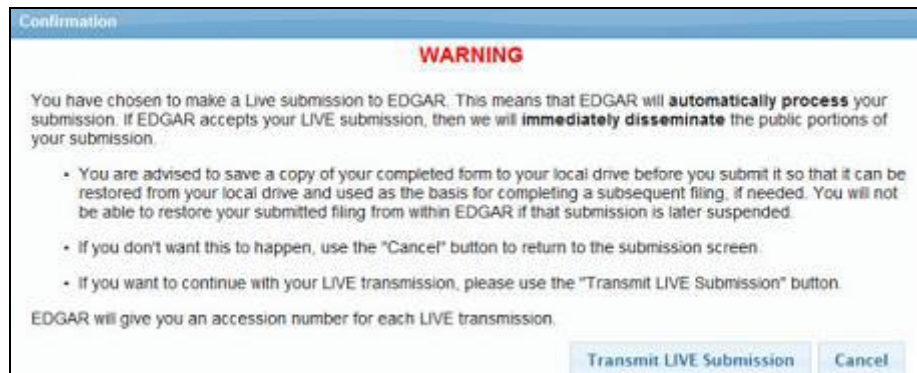 Confirmation
WARNING
You have chosen to make a Live submission to EDGAR. This means that EDGAR will automatically process your
submission. If EDGAR accepts your LIVE submission, then we will immediately disseminate the public portions of
your submission.
• You are advised to save a copy of your completed form to your local drive before you submit it so that it can be
restored from your local drive and used as the basis for completing a subsequent filing, if needed. You will not
be able to restore your submitted filing from within EDGAR if that submission is later suspended.
• If you don't want this to happen, use the "Cancel" button to return to the submission screen.
• If you want to continue with your LIVE transmission, please use the "Transmit LIVE Submission" button.
EDGAR will give you an accession number for each LIVE transmission.
Transmit LIVE Submission Cancel